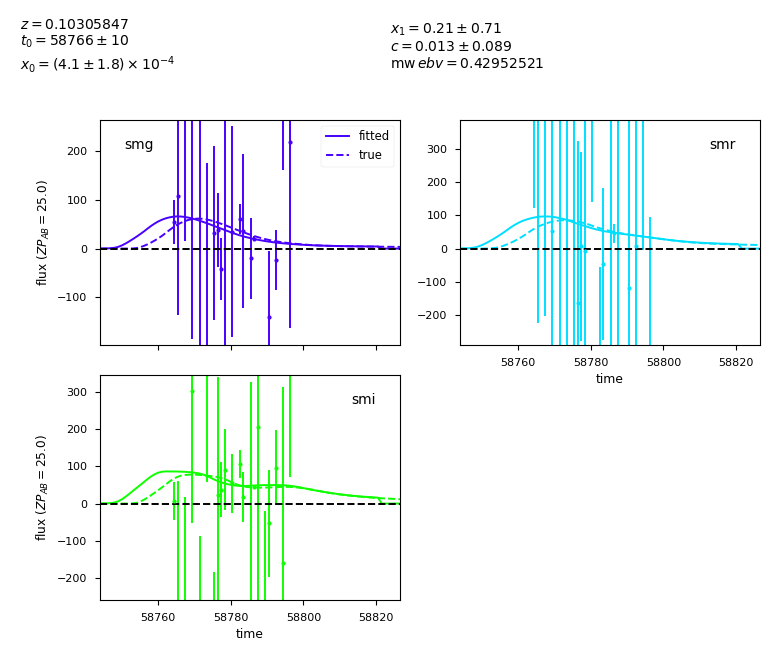 z = 0.10305847
t₀ = 58766 ± 10
x₀ = (4.1 ± 1.8) × 10⁻⁴
x₁ = 0.21 ± 0.71
c = 0.013 ± 0.089
mw ebv = 0.42952521
smg
fitted
true
200
100
0
−100
flux (ZP_AB = 25.0)
smr
300
200
100
0
−100
−200
58760 58780 58800 58820
time
smi
300
200
100
0
−100
−200
flux (ZP_AB = 25.0)
58760 58780 58800 58820
time